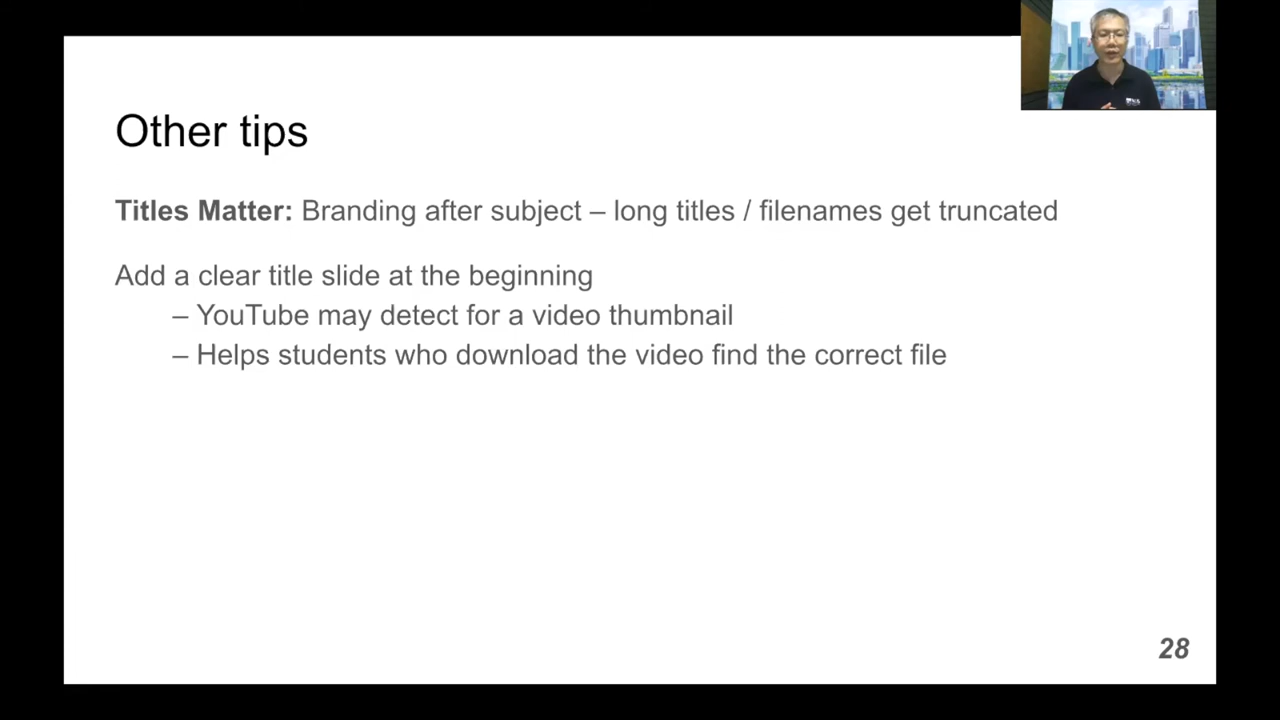 Other tips
Titles Matter: Branding after subject – long titles / filenames get truncated
Add a clear title slide at the beginning
– YouTube may detect for a video thumbnail
– Helps students who download the video find the correct file
28